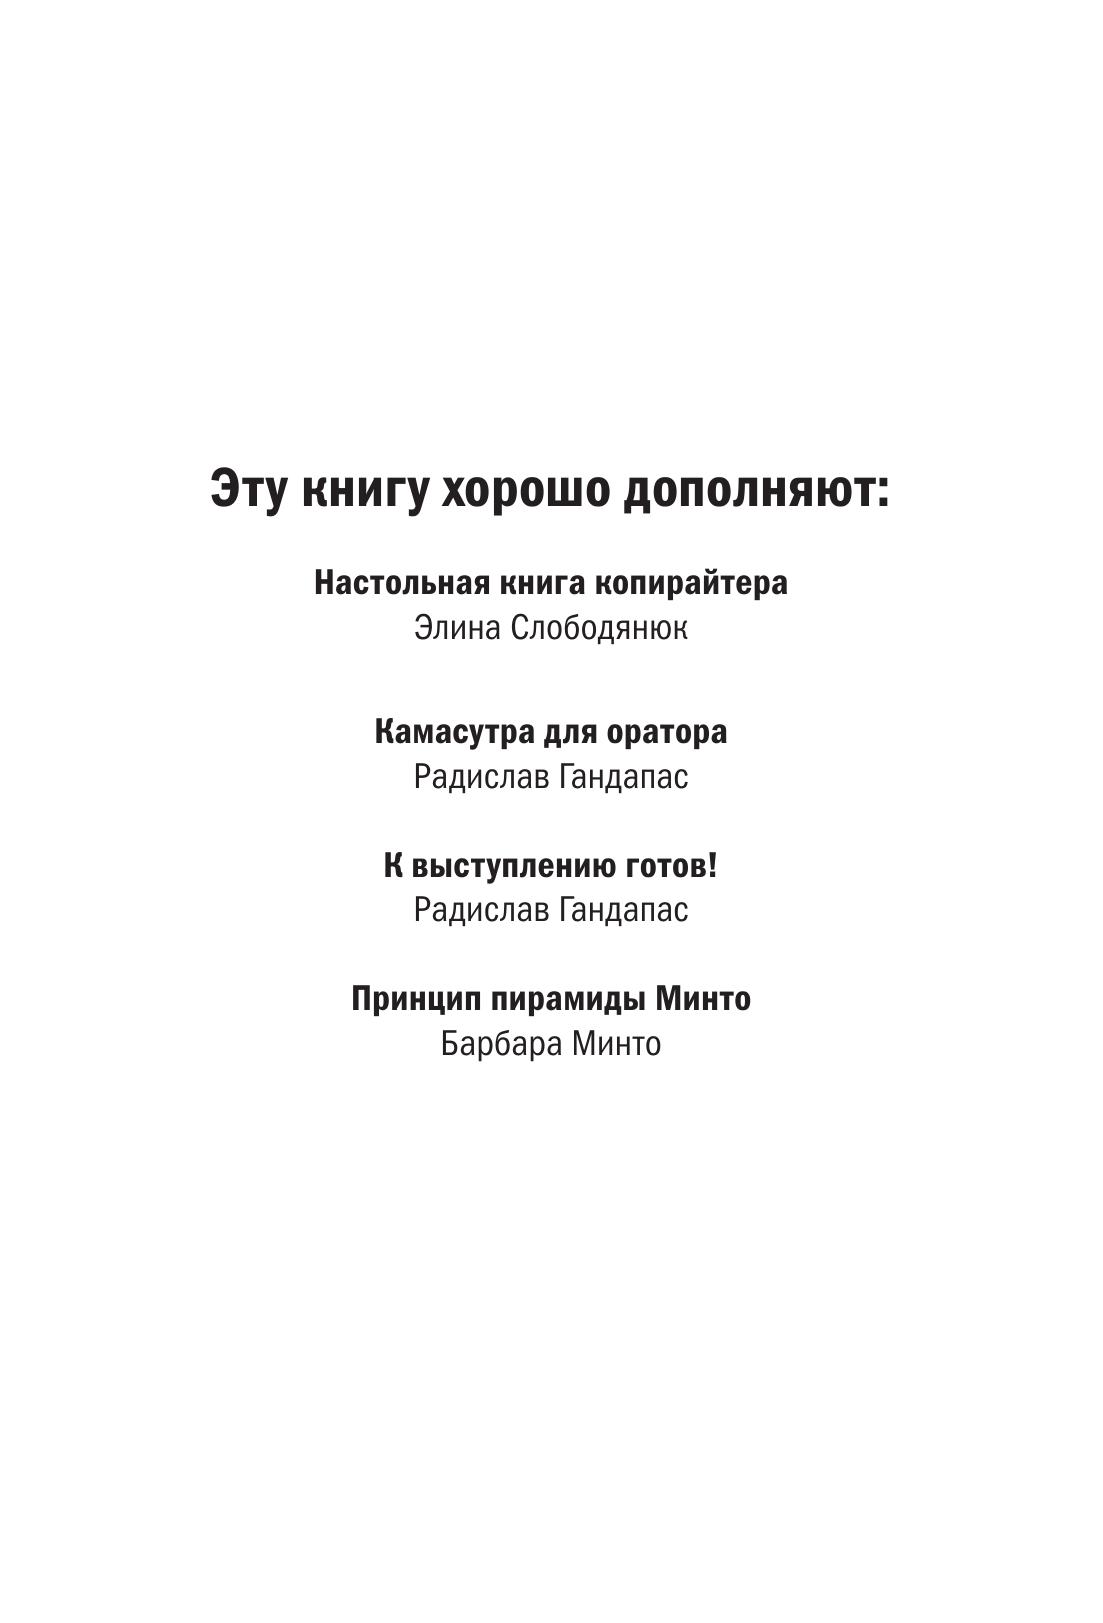 Эту книгу хорошо дополняют:
Настольная книга копирайтера
Элина Слободянюк
Камасутра для оратора
Радислав Гандапас
К выступлению готов!
Радислав Гандапас
Принцип пирамиды Минто
Барбара Минто